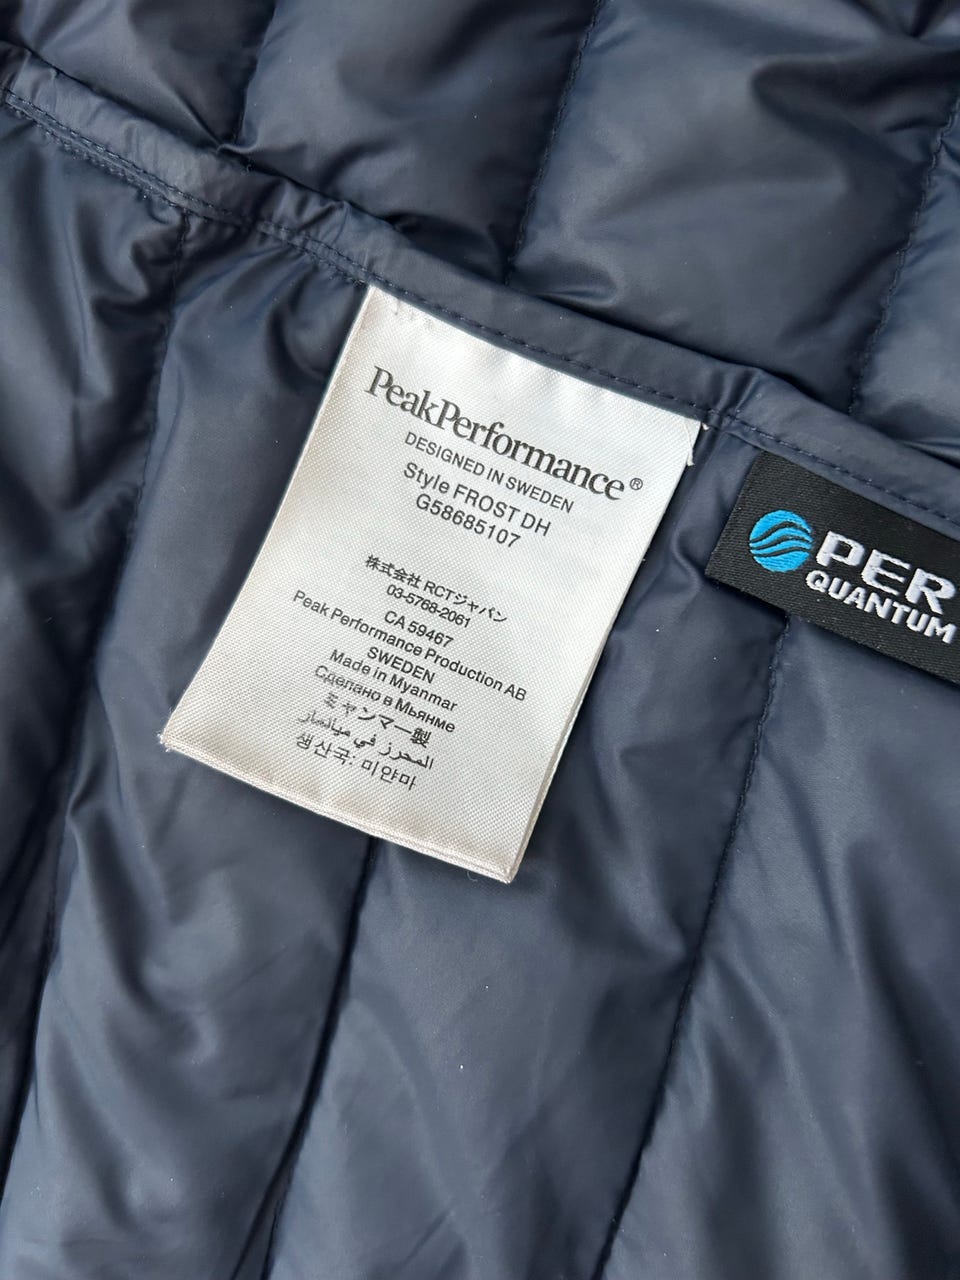 PeakPerformance®
DESIGNED IN SWEDEN
Style FROST DH
G58685107
株式会社 RCTジャパン
03-5768-2061
CA 59467
Peak Performance Production AB
SWEDEN
Made in Myanmar
Сделано в Мьянме
ミャンマー製
المحرز في ميانمار
생산국: 미얀마
PER
QUANTUM